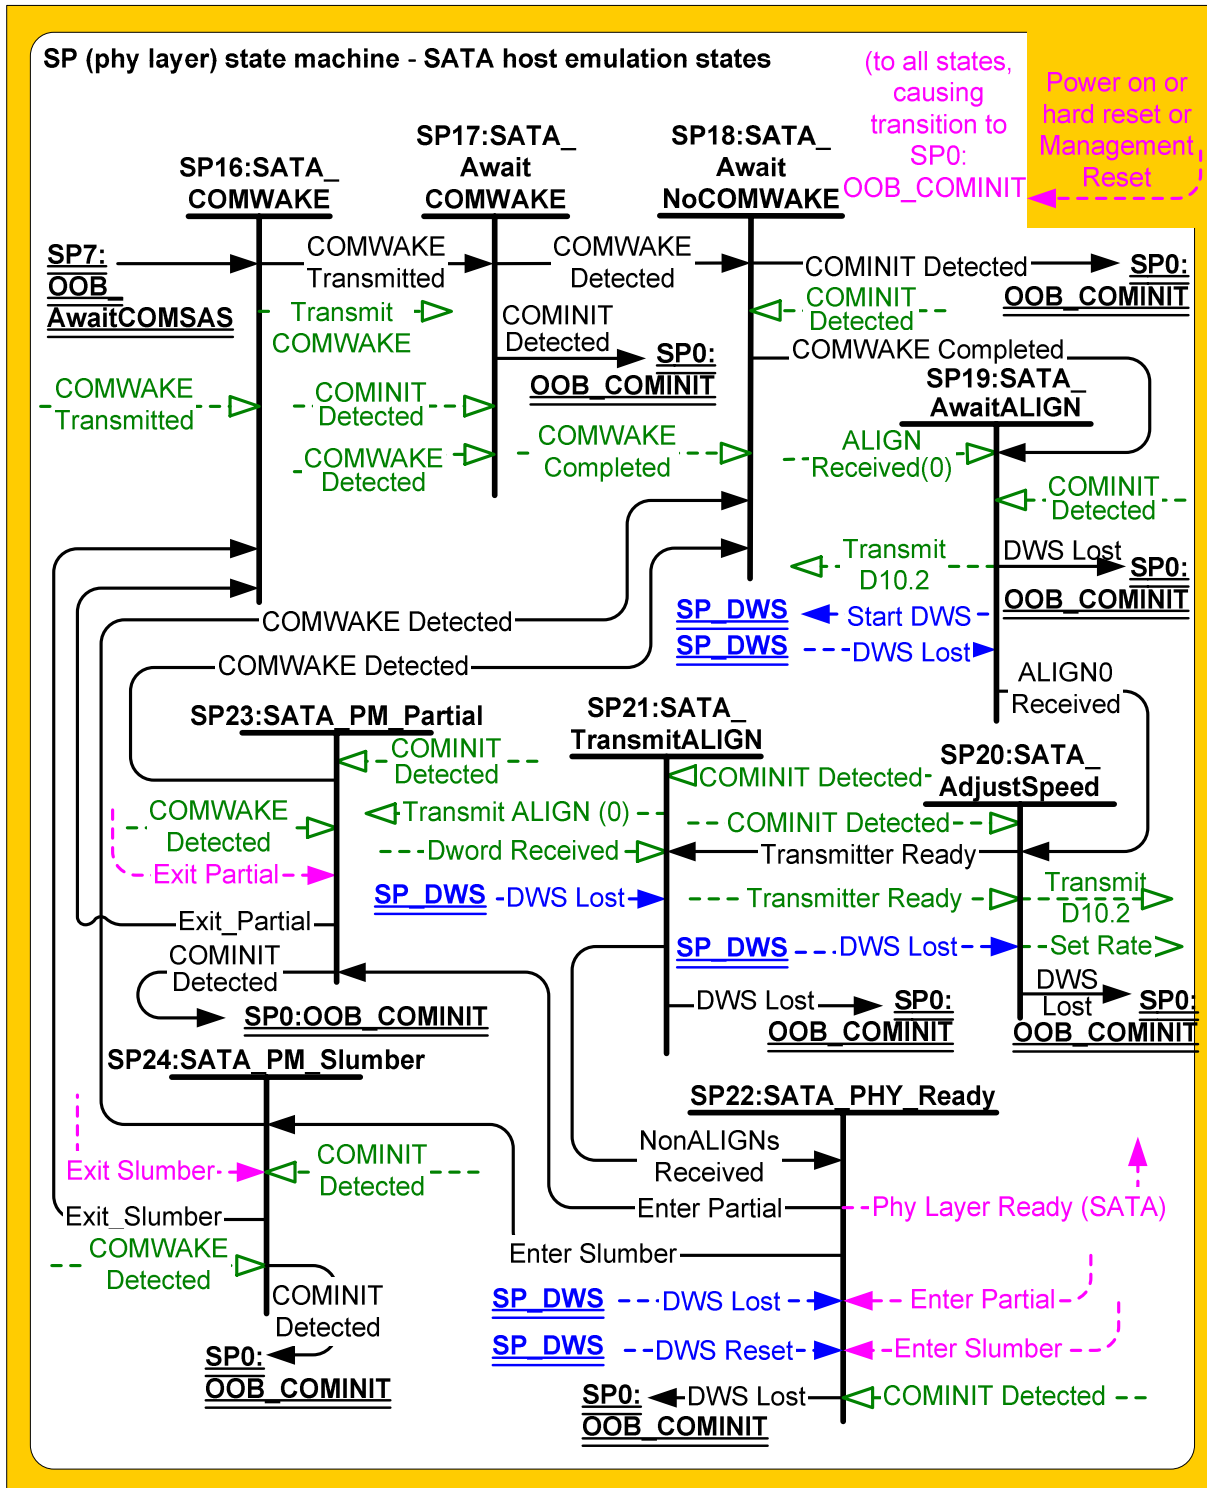 SP (phy layer) state machine - SATA host emulation states
(to all states,
causing
transition to
SP0:
OOB_COMINIT
Power on or
hard reset or
Management
Reset
SP16:SATA_
COMWAKE
SP17:SATA_
Await
COMWAKE
SP18:SATA_
Await
NoCOMWAKE
SP7:
OOB_
AwaitCOMSAS
COMWAKE
Transmitted
COMWAKE
Detected
COMINIT Detected
SP0:
OOB_COMINIT
Transmit
COMWAKE
COMINIT
Detected
SP0:
OOB_COMINIT
COMINIT
Detected
COMWAKE Completed
SP19:SATA_
AwaitALIGN
COMWAKE
Transmitted
COMINIT
Detected
COMWAKE
Detected
COMWAKE
Completed
ALIGN
Received(0)
COMINIT
Detected
Transmit
D10.2
DWS Lost
SP0:
OOB_COMINIT
SP_DWS
Start DWS
SP_DWS
DWS Lost
COMWAKE Detected
COMWAKE Detected
ALIGN0
Received
SP23:SATA_PM_Partial
SP21:SATA_
TransmitALIGN
SP20:SATA_
AdjustSpeed
COMINIT
Detected
COMINIT Detected
COMWAKE
Detected
Transmit ALIGN (0)
COMINIT Detected
Dword Received
Transmitter Ready
Exit Partial
SP_DWS
DWS Lost
Transmitter Ready
Transmit
D10.2
Exit_Partial
SP_DWS
DWS Lost
Set Rate
COMINIT
Detected
SP0:OOB_COMINIT
DWS Lost
SP0:
OOB_COMINIT
DWS
Lost
SP0:
OOB_COMINIT
SP24:SATA_PM_Slumber
SP22:SATA_PHY_Ready
Exit Slumber
COMINIT
Detected
NonALIGNs
Received
Exit_Slumber
Enter Partial
Phy Layer Ready (SATA)
COMWAKE
Detected
Enter Slumber
COMINIT
Detected
SP_DWS
DWS Lost
Enter Partial
SP_DWS
DWS Reset
Enter Slumber
SP0:
OOB_COMINIT
SP0:
OOB_COMINIT
DWS Lost
COMINIT Detected